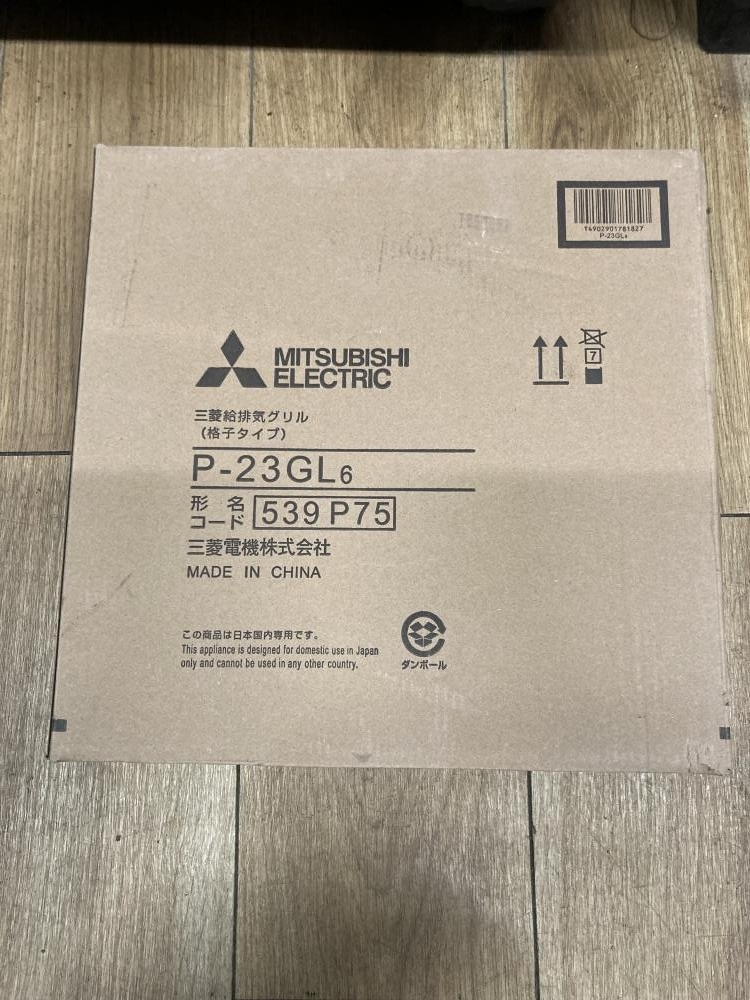 T4902901781827
P-23GL6
MITSUBISHI
ELECTRIC
7
三菱給排気グリル
(格子タイプ)
P-23GL6
形 名
コード 539 P75
三菱電機株式会社
MADE IN CHINA
この商品は日本国内専用です。
This appliance is designed for domestic use in Japan
only and cannot be used in any other country.
ダンボール